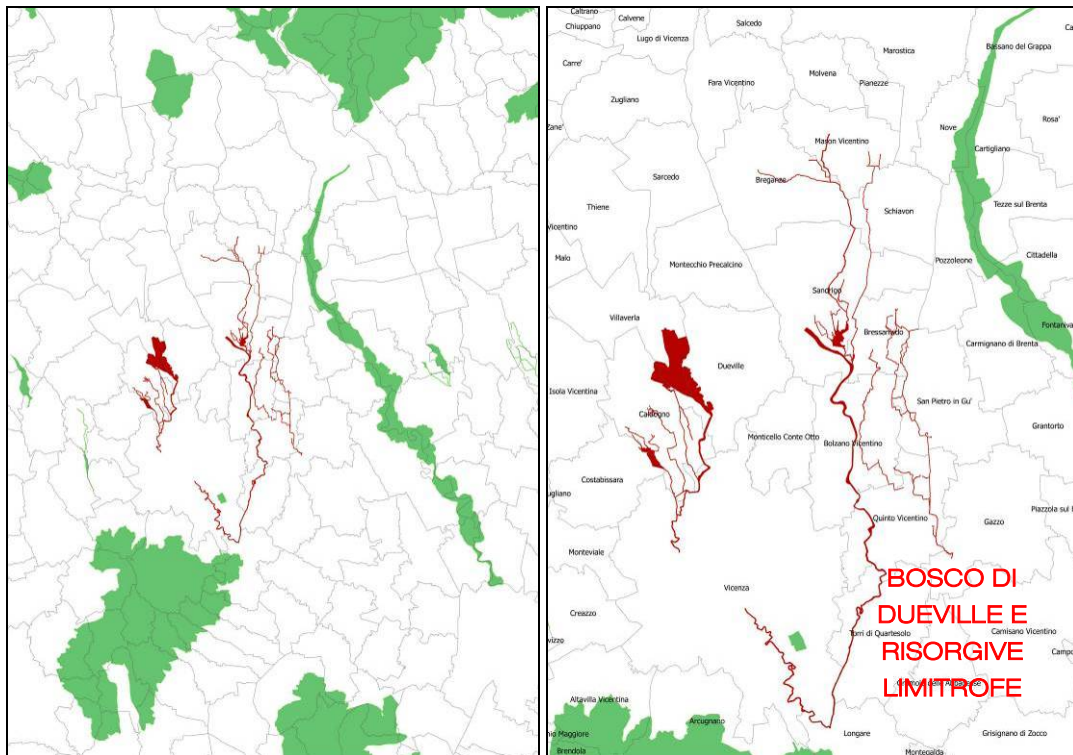 Caltrano
Calvene
Salcedo
Chiuppano
Lugo di Vicenza
Bassano del Grappa
Marostica
Carre'
Molvena
Pianezze
Fara Vicentino
Zugliano
Rosa'
Zane'
Nove
Mason Vicentino
Cartigliano
Sarcedo
Breganze
Tezze sul Brenta
Thiene
Schiavon
Vicentino
Cittadella
Malo
Montecchio Precalcino
Pozzoleone
Sandrigo
Villaverla
Fontaniva
Bressanvido
Carmignano di Brenta
Dueville
Isola Vicentina
San Pietro in Gu'
Caldogno
Grantorto
Monticello Conte Otto
Bolzano Vicentino
Costabissara
Piazzola sul
Quinto Vicentino
Gazzo
Monteviale
BOSCO DI
Vicenza
DUEVILLE E
Creazzo
Torri di Quartesolo
Camisano Vicentino
RISORGIVE
LIMITROFE
Altavilla Vicentina
Arcugnano
Longare
Grisignano di Zocco
Montegalda
Brendola